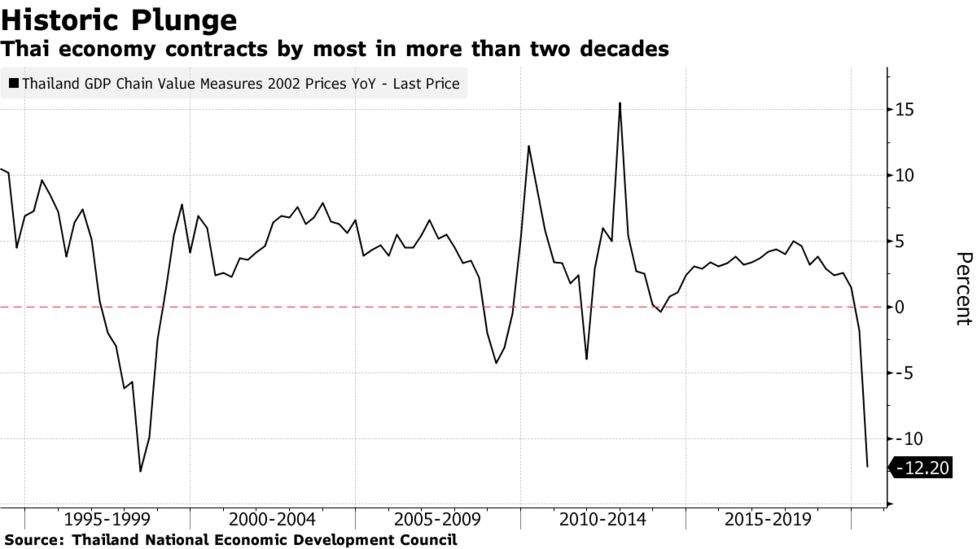 Historic Plunge
Thai economy contracts by most in more than two decades
Thailand GDP Chain Value Measures 2002 Prices YoY - Last Price
15
10
5
0
-5
-10
-12.20
Percent
1995-1999 2000-2004 2005-2009 2010-2014 2015-2019
Source: Thailand National Economic Development Council